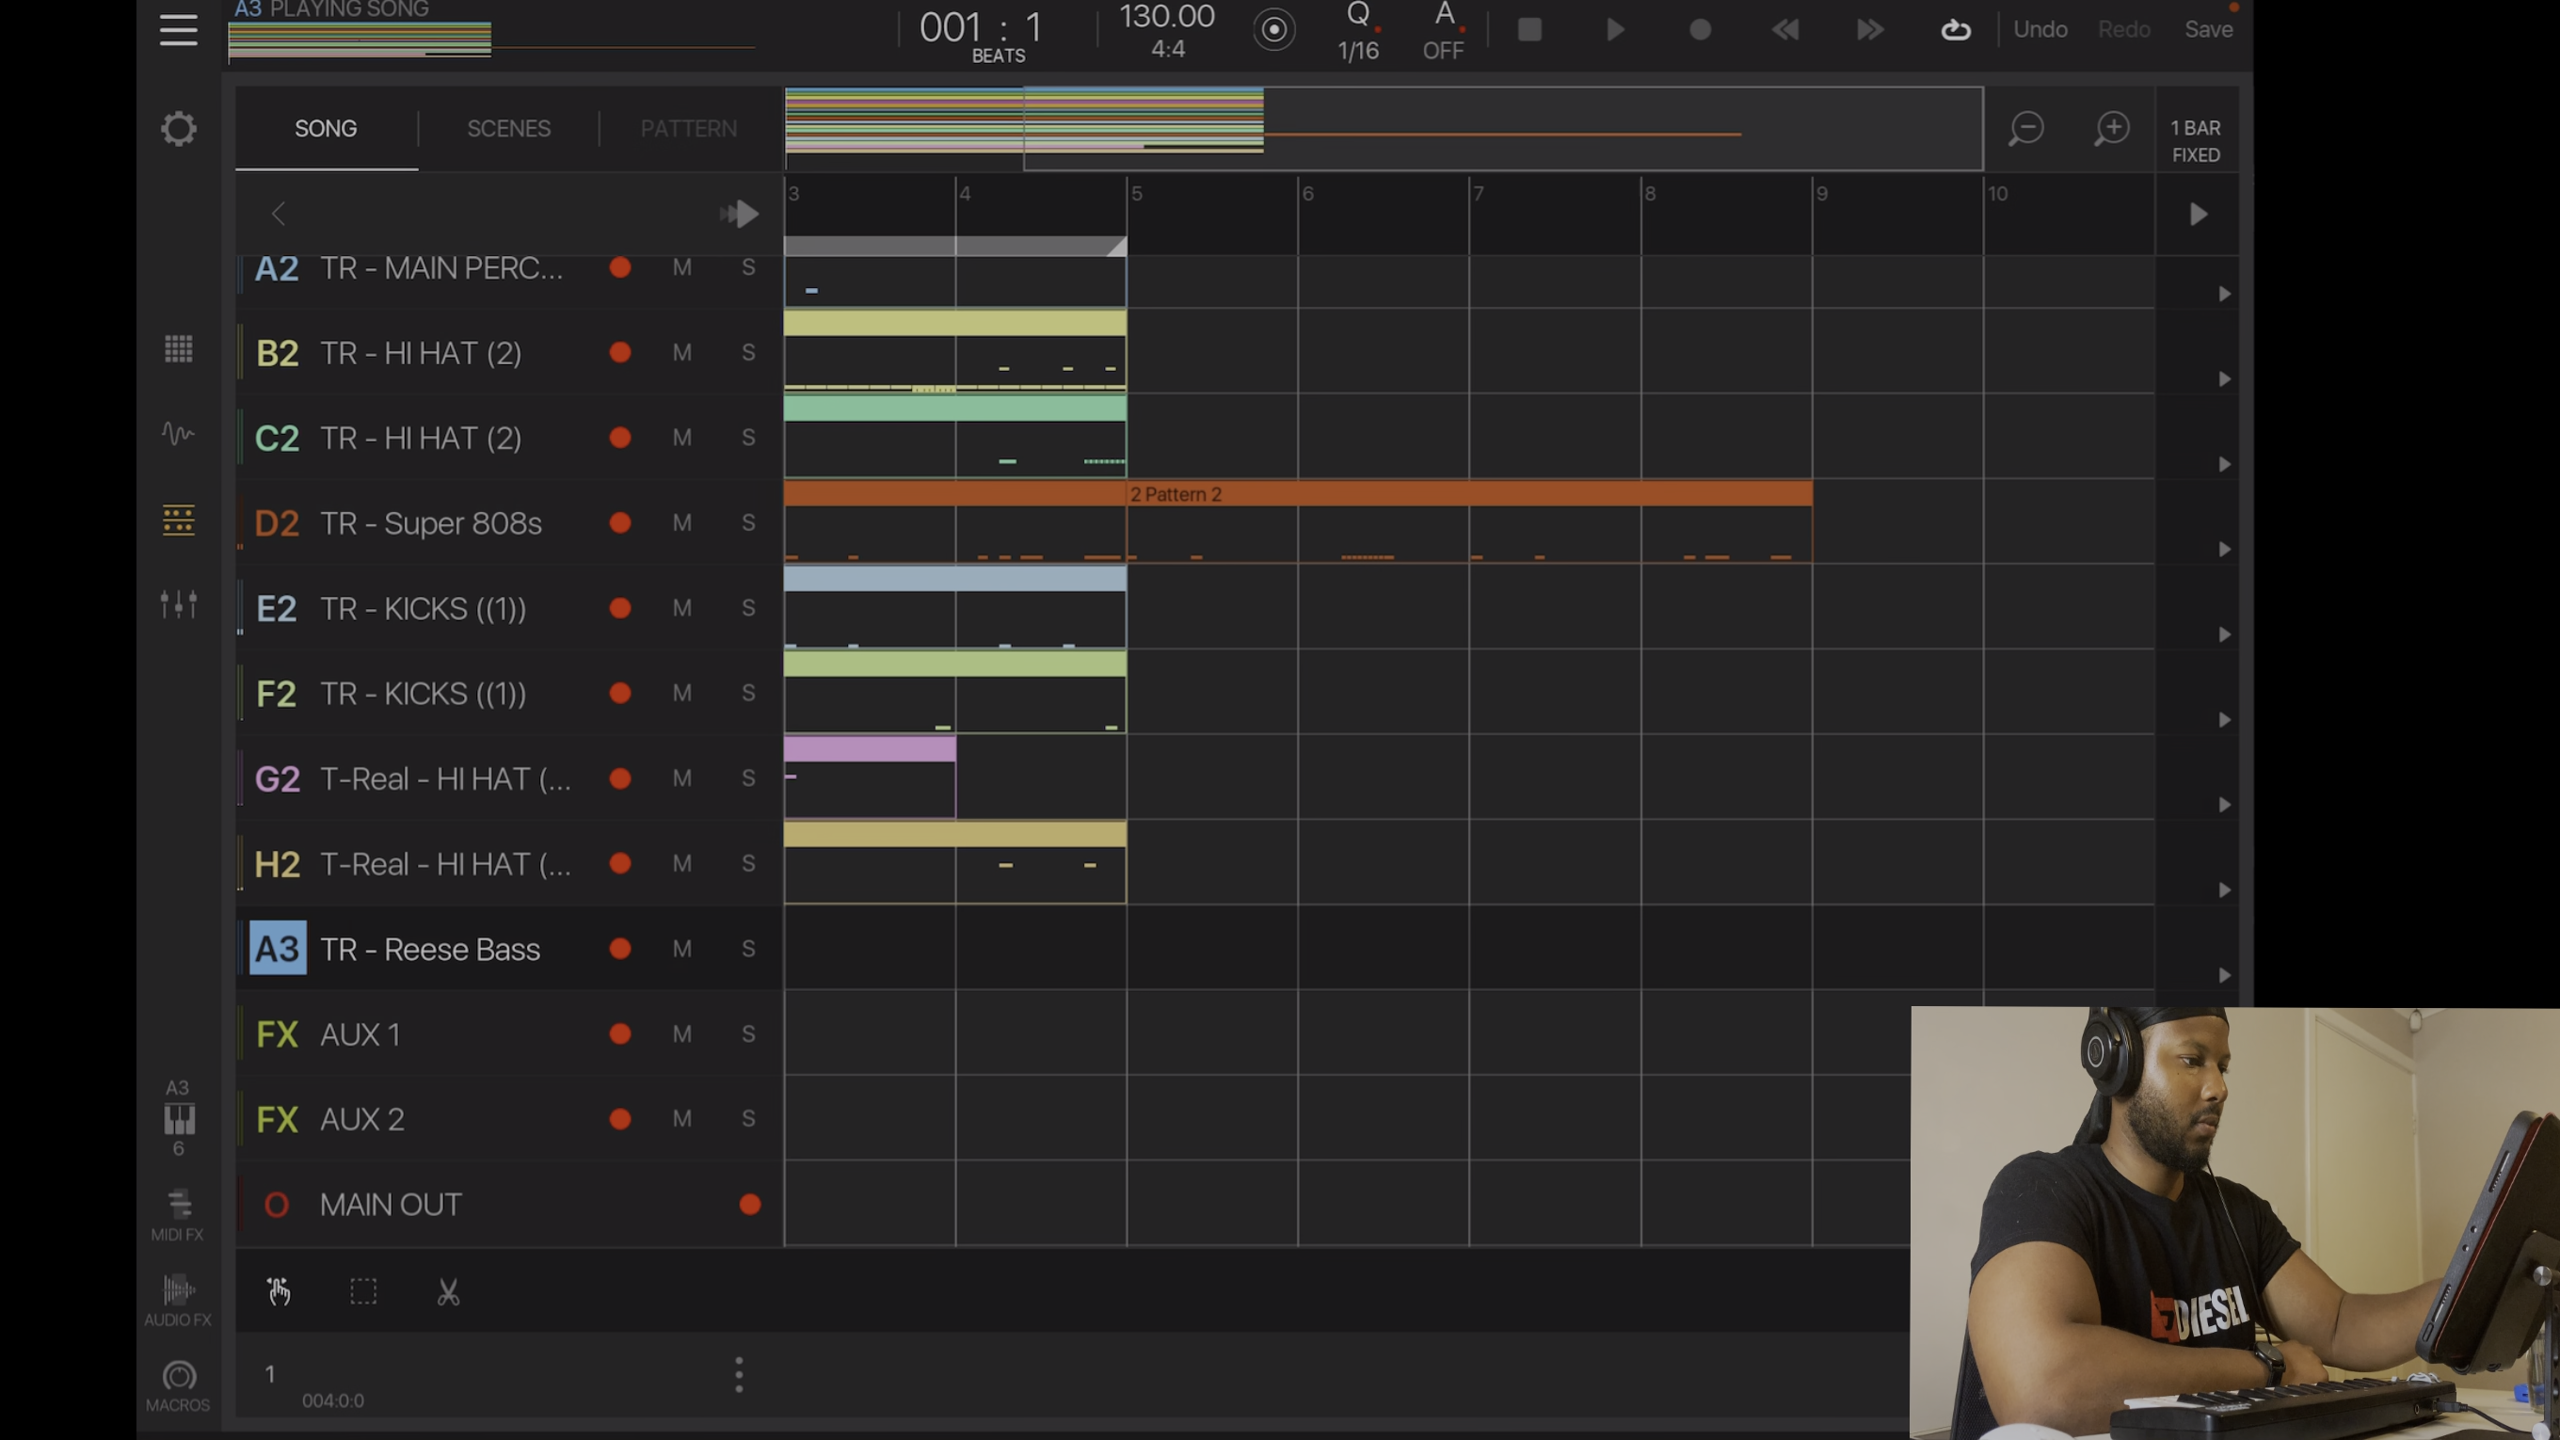 A3 PLAYING SONG
001 : 1
BEATS
130.00
4:4
Q
1/16
A
OFF
Undo
Redo
Save
SONG
SCENES
PATTERN
1 BAR
FIXED
3
4
5
6
7
8
9
10
A2 TR - MAIN PERC... M S
B2 TR - HI HAT (2) M S
C2 TR - HI HAT (2) M S
D2 TR - Super 808s M S
2 Pattern 2
E2 TR - KICKS ((1)) M S
F2 TR - KICKS ((1)) M S
G2 T-Real - HI HAT (... M S
H2 T-Real - HI HAT (... M S
A3 TR - Reese Bass M S
FX AUX 1 M S
FX AUX 2 M S
O MAIN OUT
A3
6
MIDI FX
AUDIO FX
MACROS
1
004:0:0
DIESEL